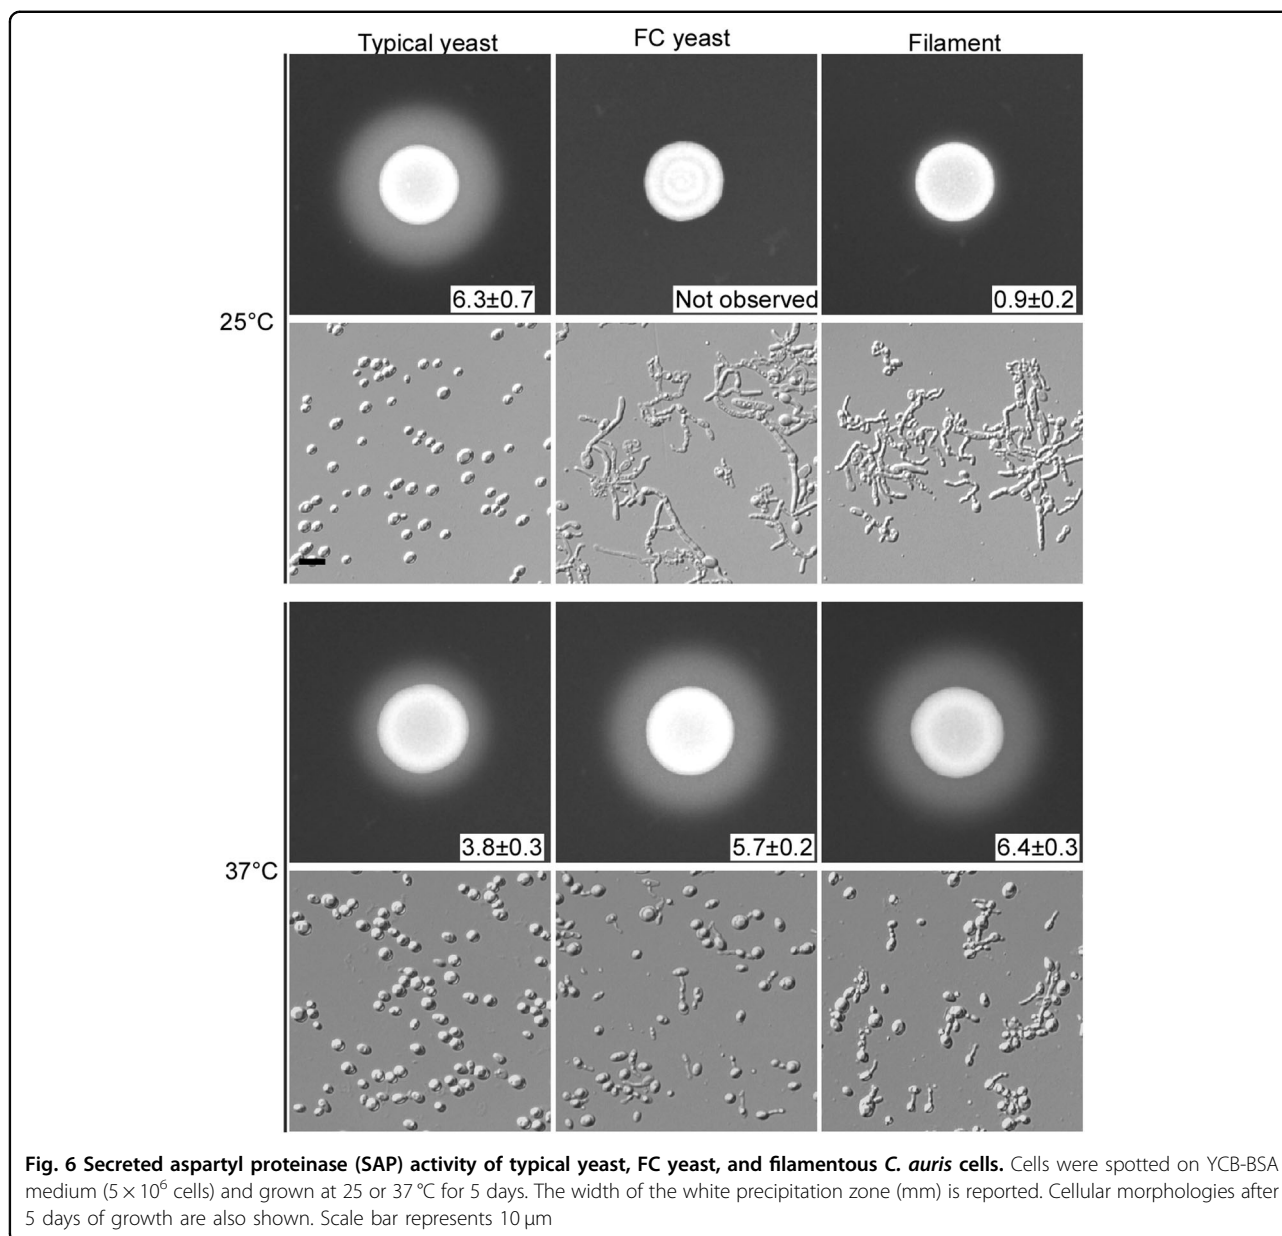 Typical yeast
FC yeast
Filament
25°C
6.3±0.7
Not observed
0.9±0.2
37°C
3.8±0.3
5.7±0.2
6.4±0.3
Fig. 6 Secreted aspartyl proteinase (SAP) activity of typical yeast, FC yeast, and filamentous C. auris cells. Cells were spotted on YCB-BSA
medium (5 × 10⁶ cells) and grown at 25 or 37 °C for 5 days. The width of the white precipitation zone (mm) is reported. Cellular morphologies after
5 days of growth are also shown. Scale bar represents 10 μm